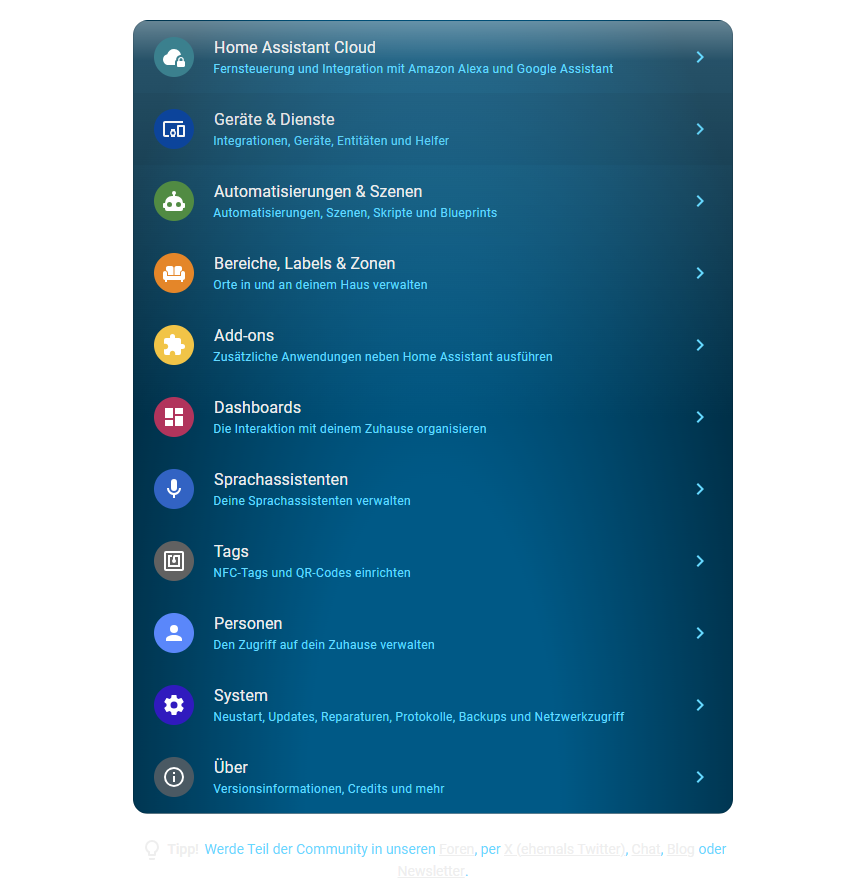 Home Assistant Cloud
Fernsteuerung und Integration mit Amazon Alexa und Google Assistant
Geräte & Dienste
Integrationen, Geräte, Entitäten und Helfer
Automatisierungen & Szenen
Automatisierungen, Szenen, Skripte und Blueprints
Bereiche, Labels & Zonen
Orte in und an deinem Haus verwalten
Add-ons
Zusätzliche Anwendungen neben Home Assistant ausführen
Dashboards
Die Interaktion mit deinem Zuhause organisieren
Sprachassistenten
Deine Sprachassistenten verwalten
Tags
NFC-Tags und QR-Codes einrichten
Personen
Den Zugriff auf dein Zuhause verwalten
System
Neustart, Updates, Reparaturen, Protokolle, Backups und Netzwerkzugriff
Über
Versionsinformationen, Credits und mehr
Tipp! Werde Teil der Community in unseren Foren, per X (ehemals Twitter), Chat, Blog oder
Newsletter.